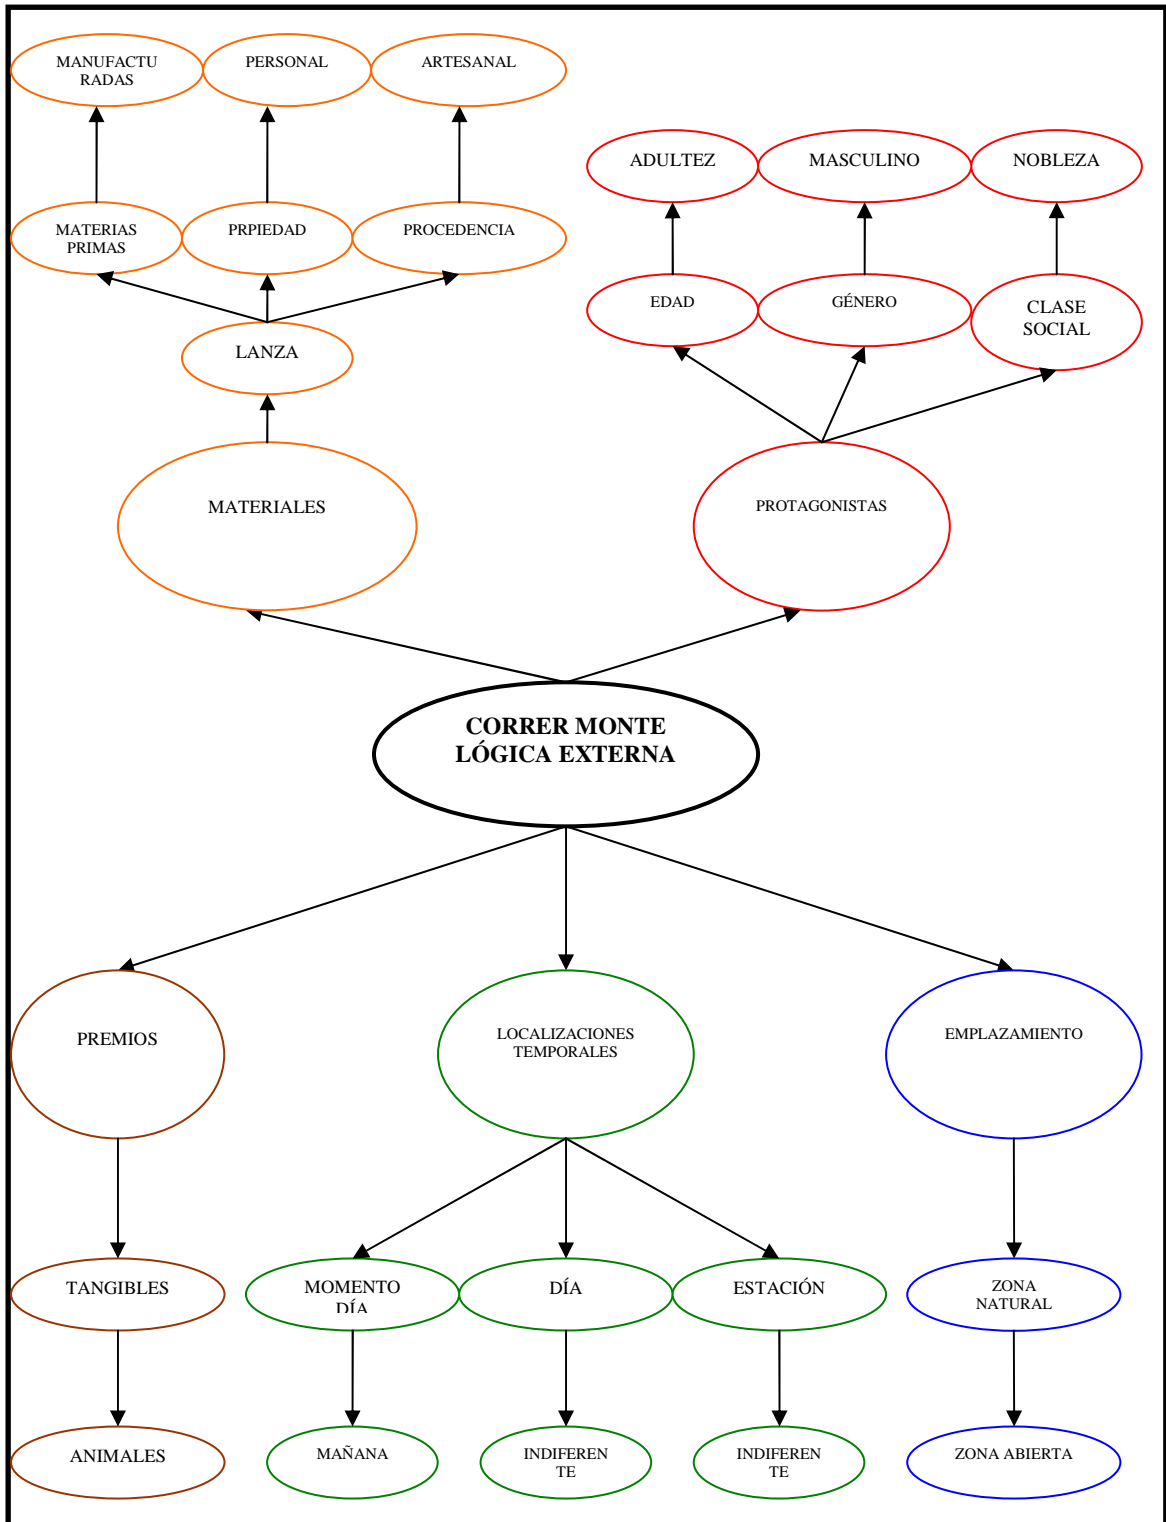 MANUFACTU
RADAS
PERSONAL
ARTESANAL
ADULTEZ
MASCULINO
NOBLEZA
MATERIAS
PRIMAS
PRPIEDAD
PROCEDENCIA
EDAD
GÉNERO
CLASE
SOCIAL
LANZA
MATERIALES
PROTAGONISTAS
CORRER MONTE
LÓGICA EXTERNA
PREMIOS
LOCALIZACIONES
TEMPORALES
EMPLAZAMIENTO
TANGIBLES
MOMENTO
DÍA
DÍA
ESTACIÓN
ZONA
NATURAL
ANIMALES
MAÑANA
INDIFEREN
TE
INDIFEREN
TE
ZONA ABIERTA